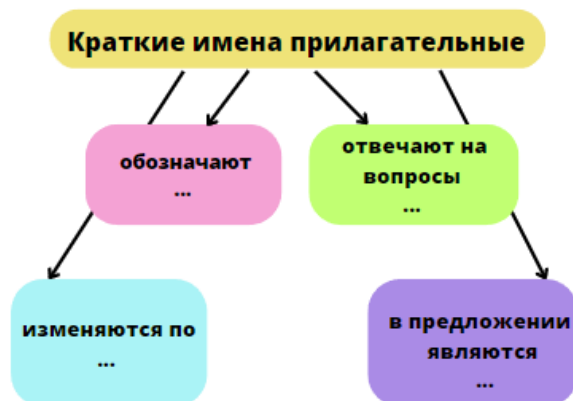 Краткие имена прилагательные
обозначают
...
отвечают на
вопросы
...
изменяются по
...
в предложении
являются
...